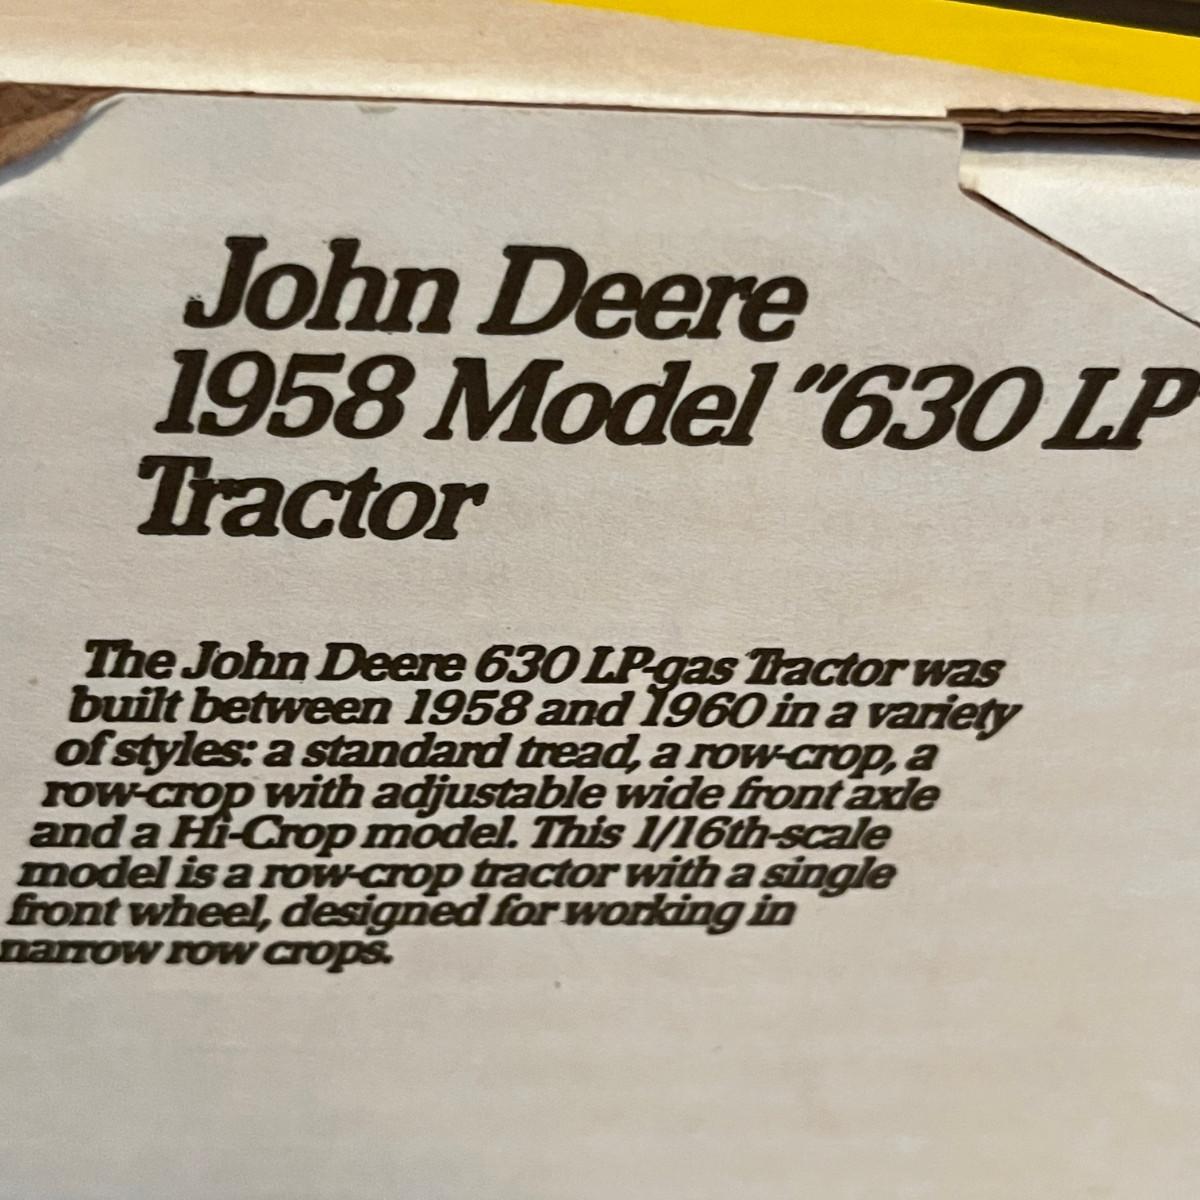 John Deere
1958 Model "630 LP
Tractor
The John Deere 630 LP-gas Tractor was
built between 1958 and 1960 in a variety
of styles: a standard tread, a row-crop, a
row-crop with adjustable wide front axle
and a Hi-Crop model. This 1/16th-scale
model is a row-crop tractor with a single
front wheel, designed for working in
narrow row crops.